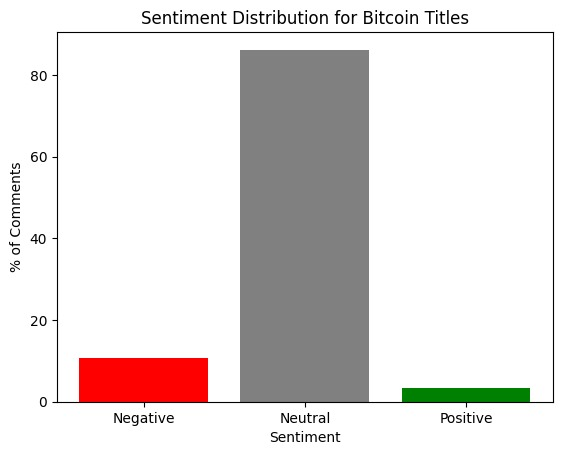 Sentiment Distribution for Bitcoin Titles
% of Comments
80
60
40
20
0
Negative
Neutral
Positive
Sentiment